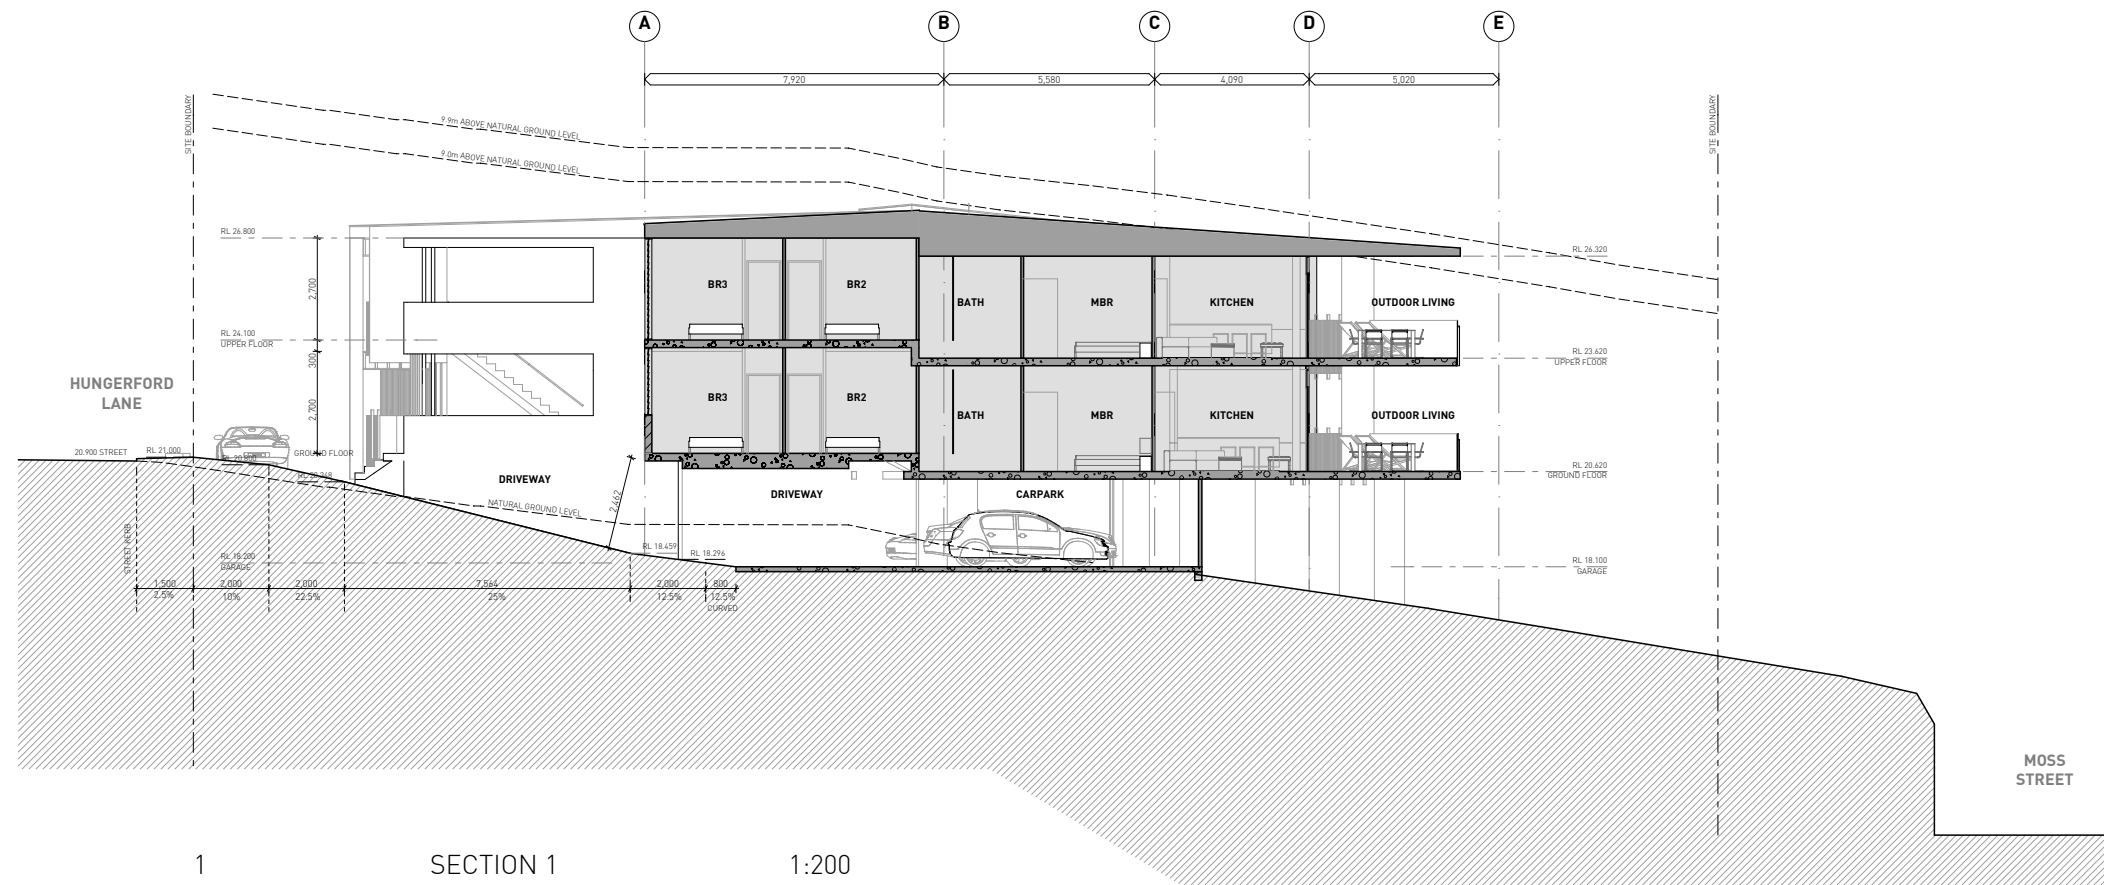 A B C D E
7,920 5,580 4,090 5,020
SITE BOUNDARY
SITE BOUNDARY
9.9m ABOVE NATURAL GROUND LEVEL
9.0m ABOVE NATURAL GROUND LEVEL
RL 26.800
RL 26.320
2,700
BR3 BR2 BATH MBR KITCHEN OUTDOOR LIVING
RL 24.100
UPPER FLOOR
300
RL 23.620
UPPER FLOOR
HUNGERFORD
LANE
2,700
BR3 BR2 BATH MBR KITCHEN OUTDOOR LIVING
20.900 STREET
RL 21.000
RL 20.800
GROUND FLOOR
RL 20.348
RL 20.620
GROUND FLOOR
DRIVEWAY
2,462
DRIVEWAY
CARPARK
NATURAL GROUND LEVEL
STREET KERB
RL 18.200
GARAGE
RL 18.459
RL 18.296
RL 18.100
GARAGE
1,500 2,000 2,000 7,564 2,000 800
2.5% 10% 22.5% 25% 12.5% 12.5%
CURVED
MOSS
STREET
1 SECTION 1 1:200